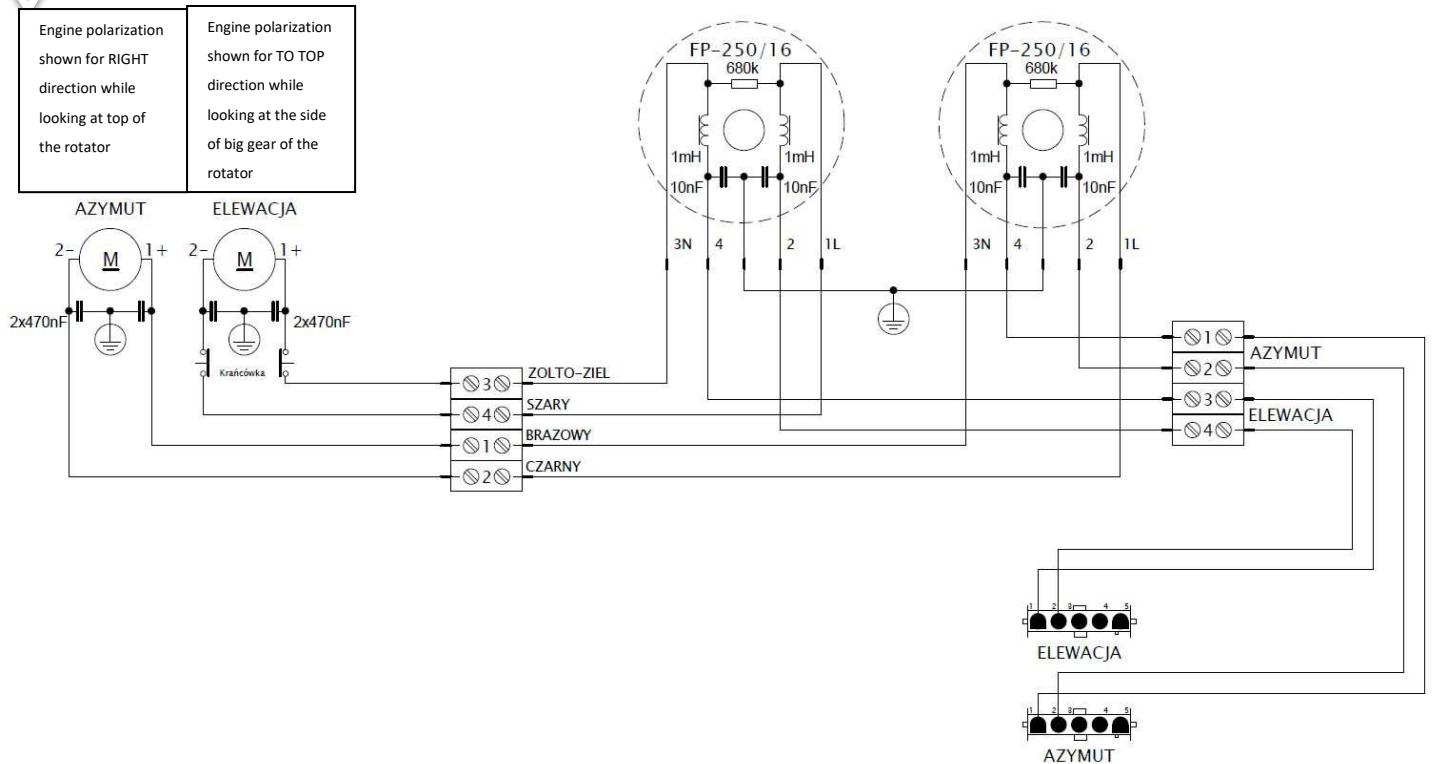 Engine polarization
shown for RIGHT
direction while
looking at top of
the rotator
Engine polarization
shown for TO TOP
direction while
looking at the side
of big gear of the
rotator
AZYMUT
ELEWACJA
2-
M
1+
2-
M
1+
2x470nF
2x470nF
Krańcówka
FP-250/16
680k
1mH
1mH
10nF
10nF
3N
4
2
1L
FP-250/16
680k
1mH
1mH
10nF
10nF
3N
4
2
1L
3
ZOLTO-ZIEL
4
SZARY
1
BRAZOWY
2
CZARNY
1
AZYMUT
2
3
ELEWACJA
4
1 2 3 4 5
ELEWACJA
1 2 3 4 5
AZYMUT